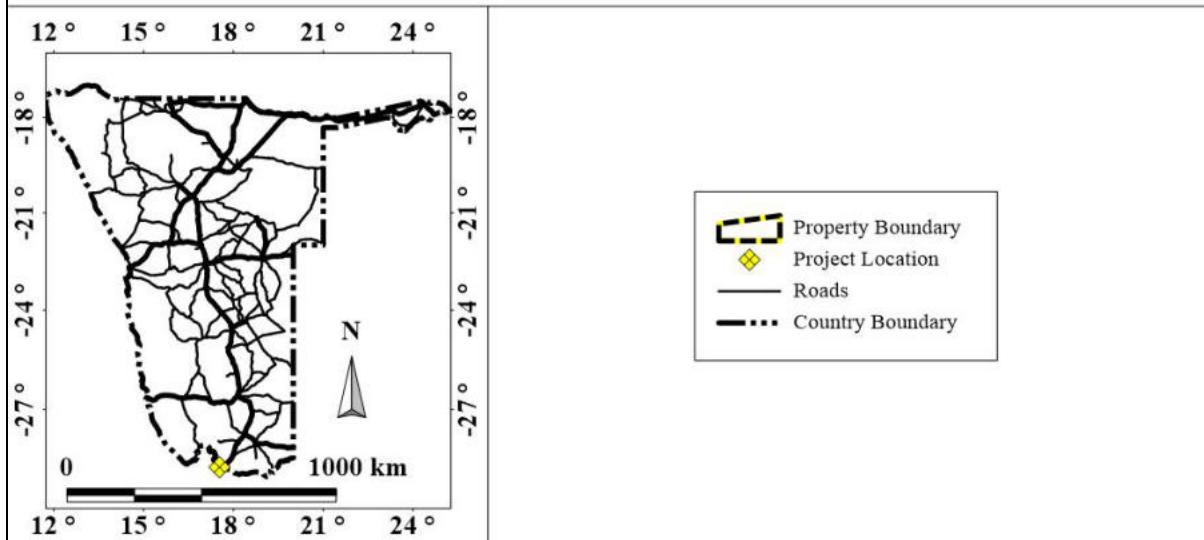 12 ° 15 ° 18 ° 21 ° 24 °
-18 ° -18 °
-21 ° -21 °
-24 ° -24 °
-27 ° -27 °
N
0 1000 km
12 ° 15 ° 18 ° 21 ° 24 °
Property Boundary
Project Location
Roads
Country Boundary